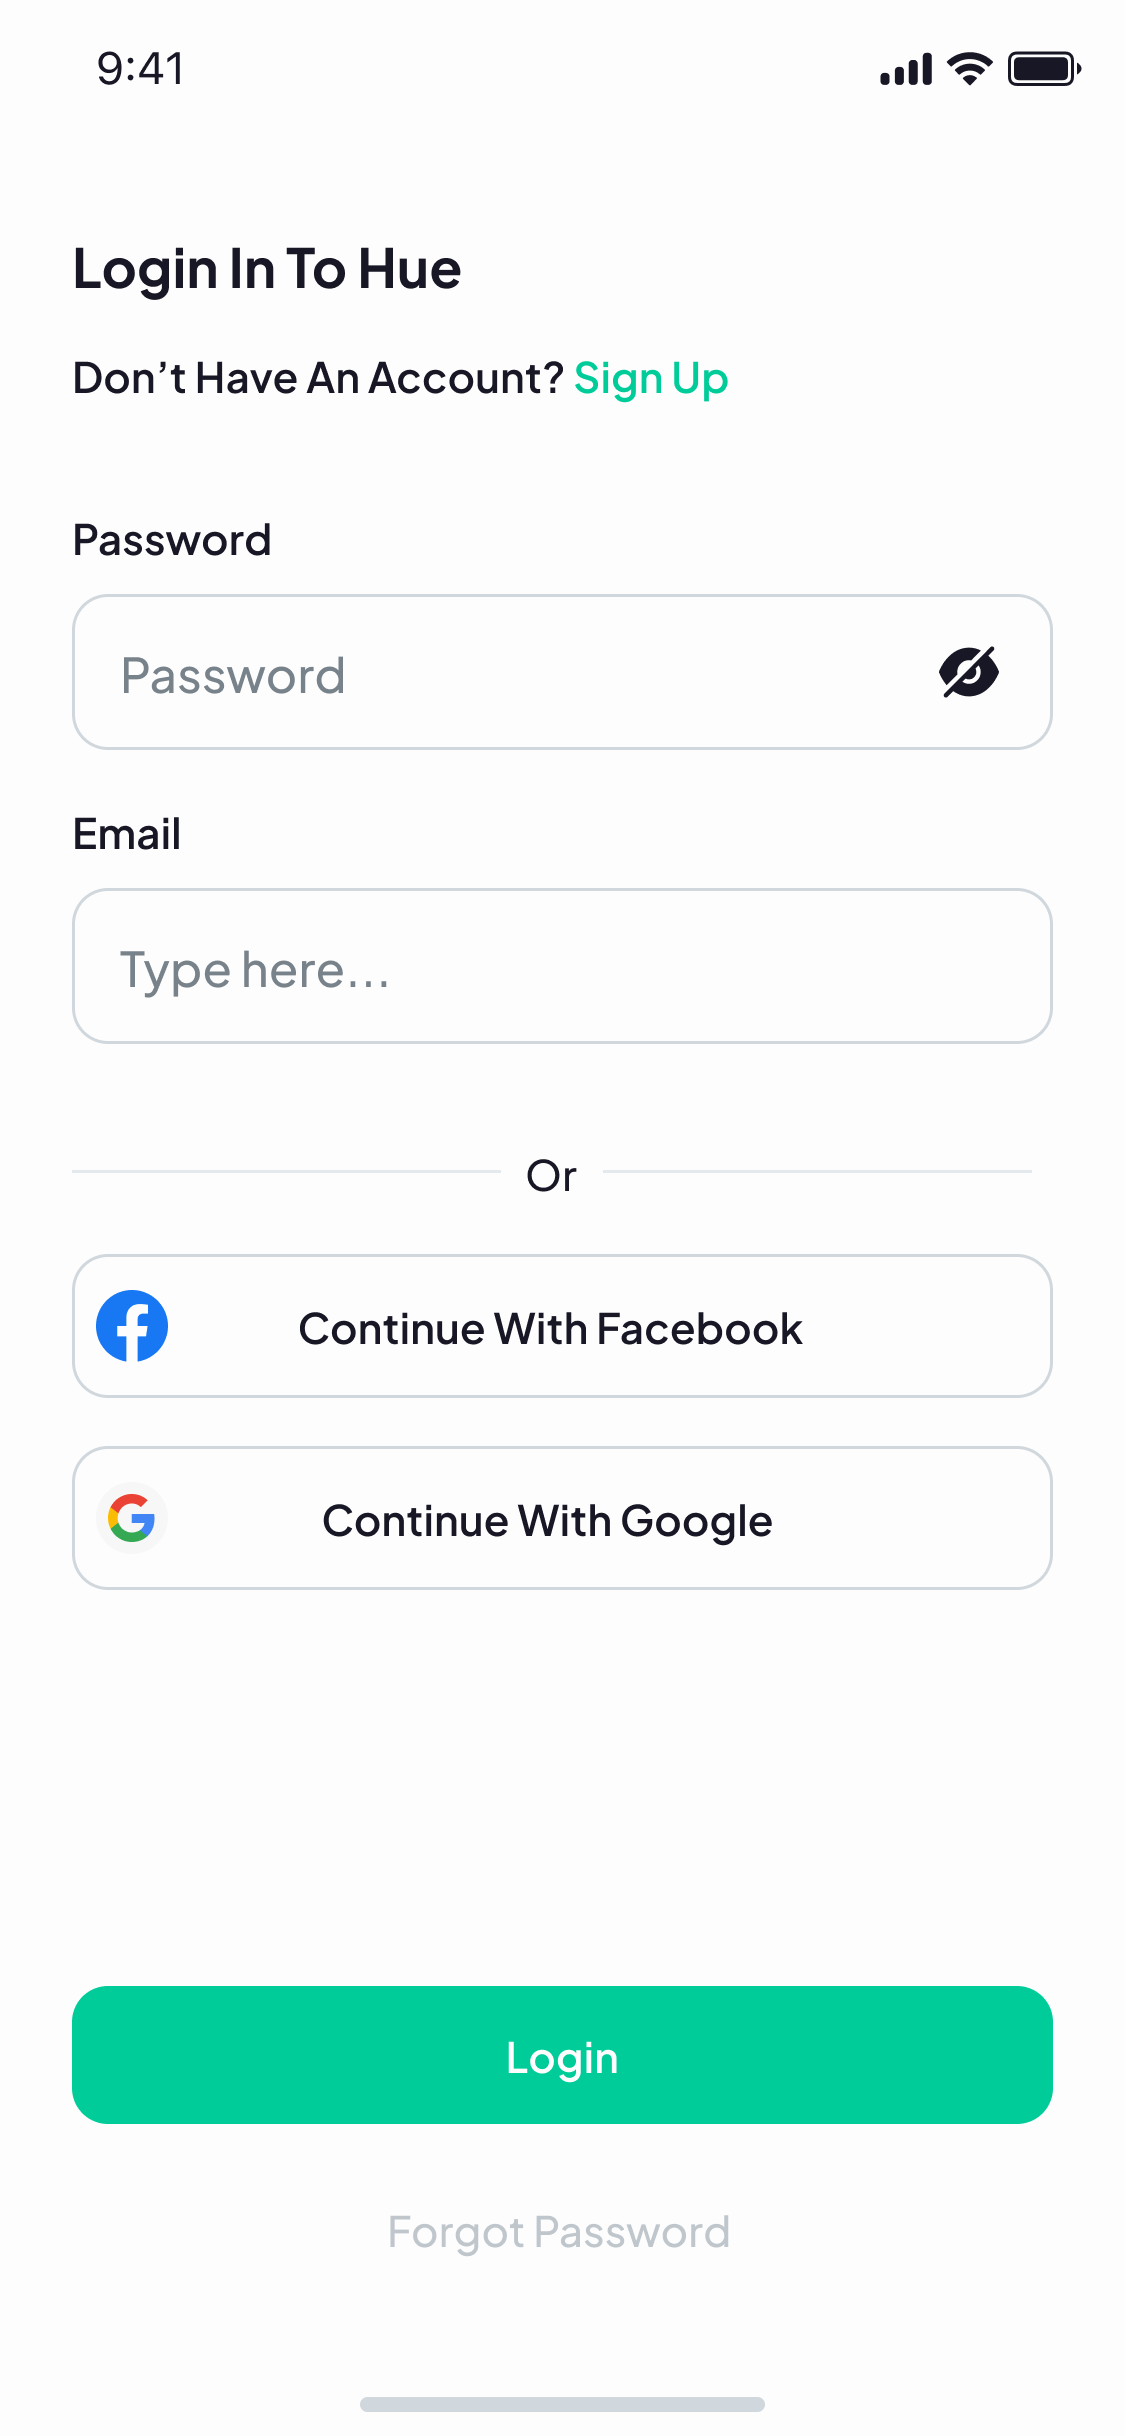 9:41
Login In To Hue
Don’t Have An Account? Sign Up
Password
Password
Email
Type here...
Or
Continue With Facebook
Continue With Google
Login
Forgot Password